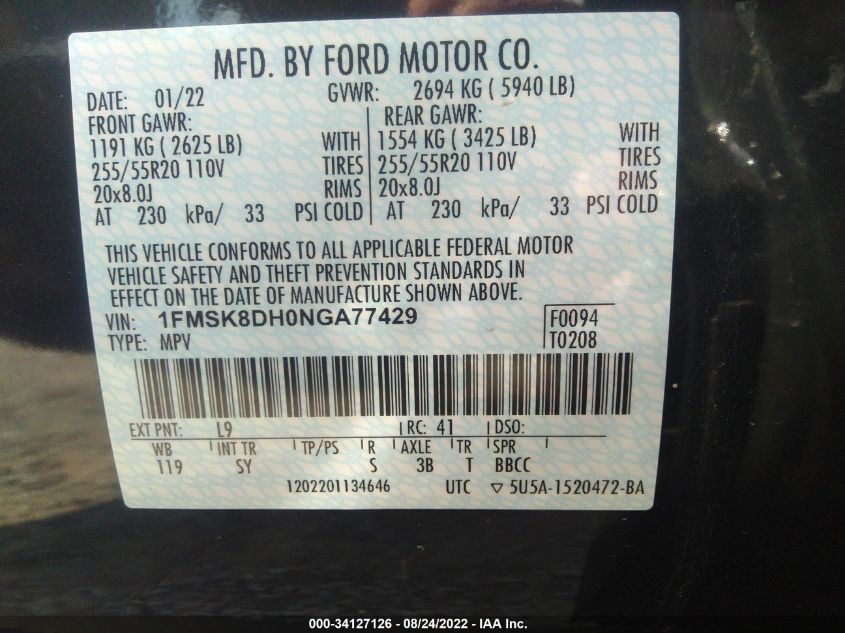 MFD. BY FORD MOTOR CO.
DATE: 01/22 GVWR: 2694 KG ( 5940 LB)
FRONT GAWR: REAR GAWR:
1191 KG ( 2625 LB) WITH 1554 KG ( 3425 LB) WITH
255/55R20 110V TIRES 255/55R20 110V TIRES
20x8.0J RIMS 20x8.0J RIMS
AT 230 kPa/ 33 PSI COLD AT 230 kPa/ 33 PSI COLD
THIS VEHICLE CONFORMS TO ALL APPLICABLE FEDERAL MOTOR
VEHICLE SAFETY AND THEFT PREVENTION STANDARDS IN
EFFECT ON THE DATE OF MANUFACTURE SHOWN ABOVE.
VIN: 1FMSK8DH0NGA77429 F0094
TYPE: MPV T0208
EXT PNT: L9 RC: 41 DSO:
WB INT TR TP/PS R AXLE TR SPR
119 SY S 3B T BBCC
1202201134646 UTC ▽ 5U5A-1520472-BA
000-34127126 - 08/24/2022 - IAA Inc.